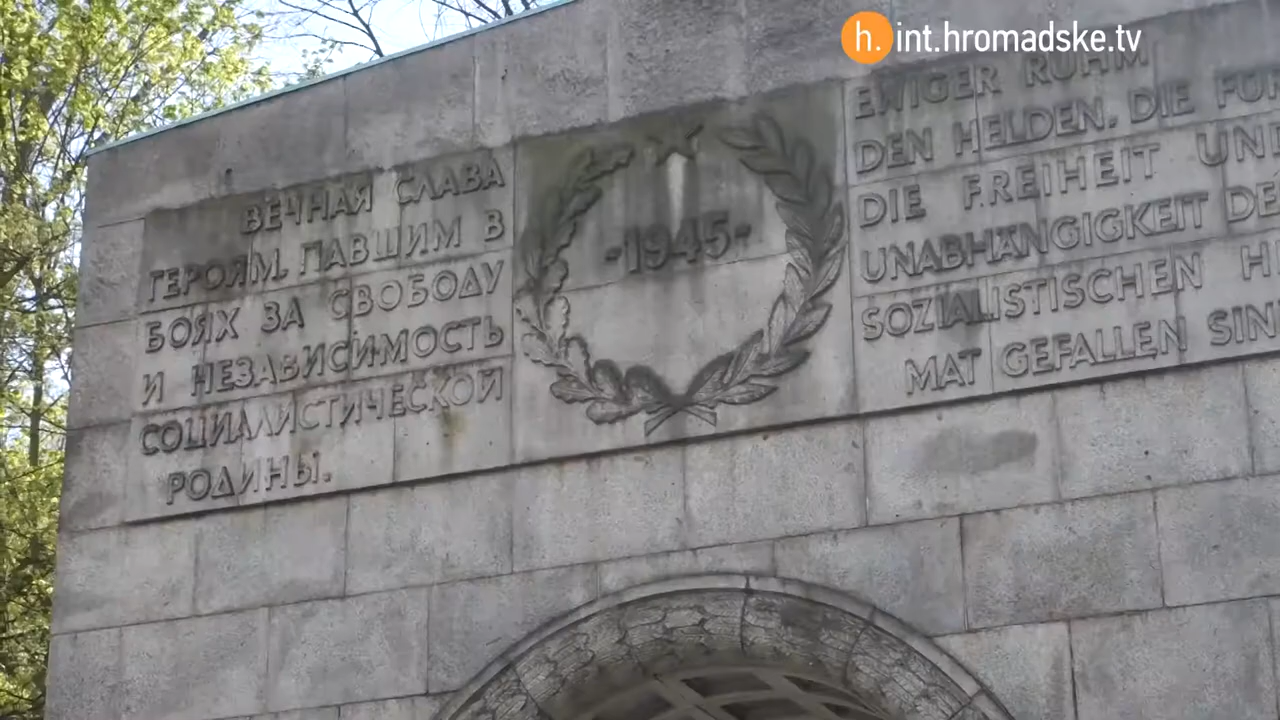 h. int.hromadske.tv
ВЕЧНАЯ СЛАВА
ГЕРОЯМ, ПАВШИМ В
БОЯХ ЗА СВОБОДУ
И НЕЗАВИСИМОСТЬ
СОЦИАЛИСТИЧЕСКОЙ
РОДИНЫ.
-1945-
EWIGER RUHM
DEN HELDEN, DIE FÜR
DIE FREIHEIT UND
UNABHÄNGIGKEIT DE
SOZIALISTISCHEN H
MAT GEFALLEN SIN